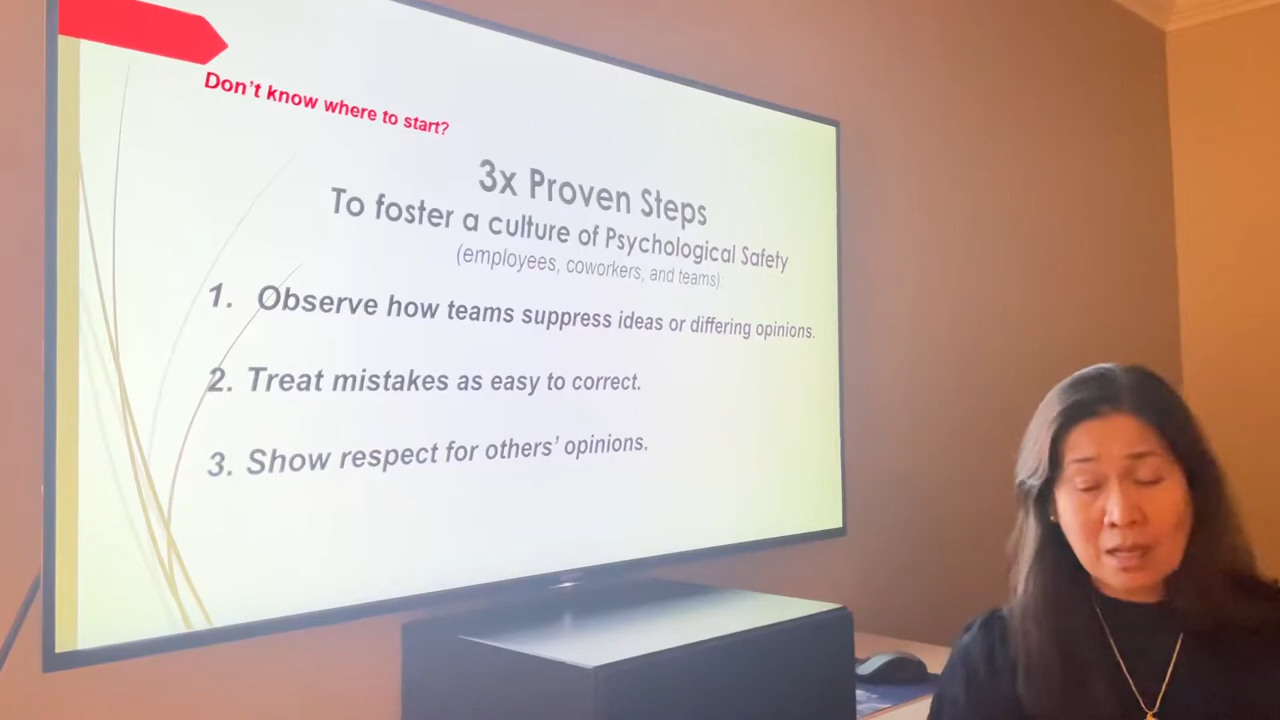 Don't know where to start?
3x Proven Steps
To foster a culture of Psychological Safety
(employees, coworkers, and teams):
1. Observe how teams suppress ideas or differing opinions.
2. Treat mistakes as easy to correct.
3. Show respect for others' opinions.